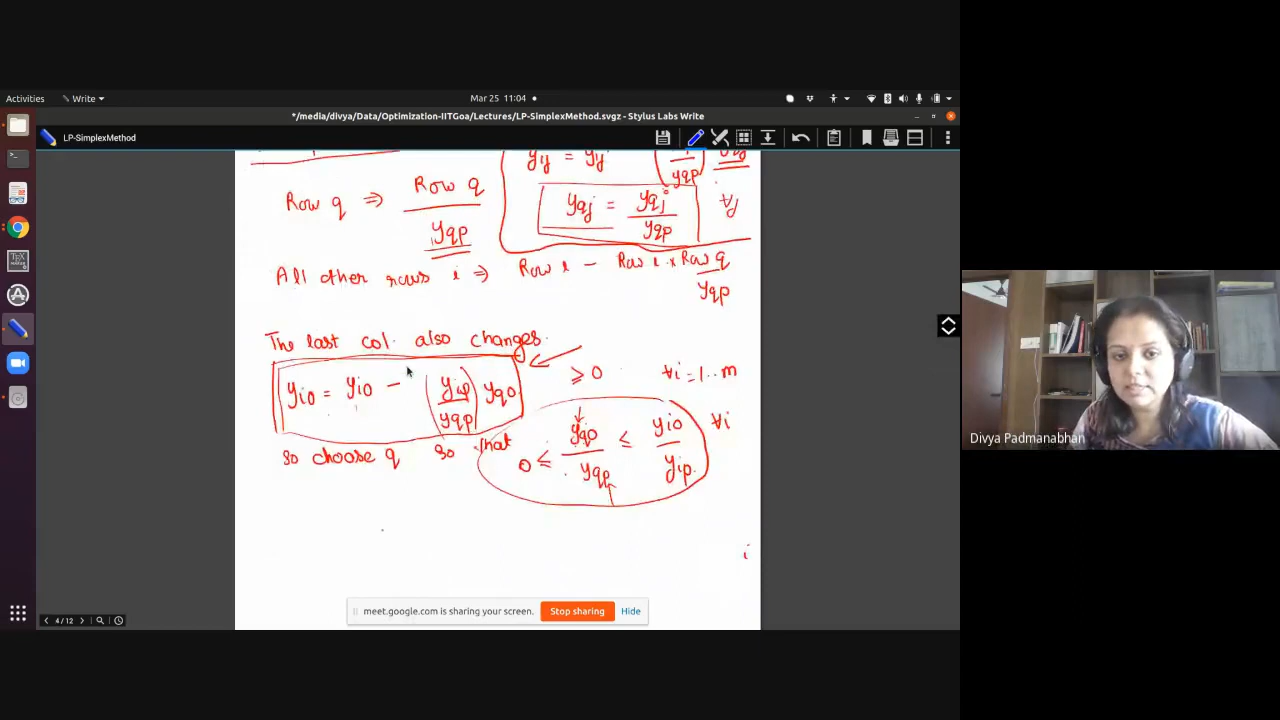 Activities
Write
Mar 25 11:04
*/media/divya/Data/Optimization-IITGoa/Lectures/LP-SimplexMethod.svgz - Stylus Labs Write
LP-SimplexMethod
yij = yij
yqp
Row q ⇒ Row q / yqp
yqj = yqj / yqp
All other rows i ⇒ Row i - Row i × Row q / yqp
The last col. also changes.
yi0 = yi0 - (yip / yqp) yq0 ≥ 0 ∀i = 1..m
so choose q so that 0 ≤ yq0 / yqp ≤ yi0 / yip ∀i
i
meet.google.com is sharing your screen.
Stop sharing
Hide
4/12
Divya Padmanabhan